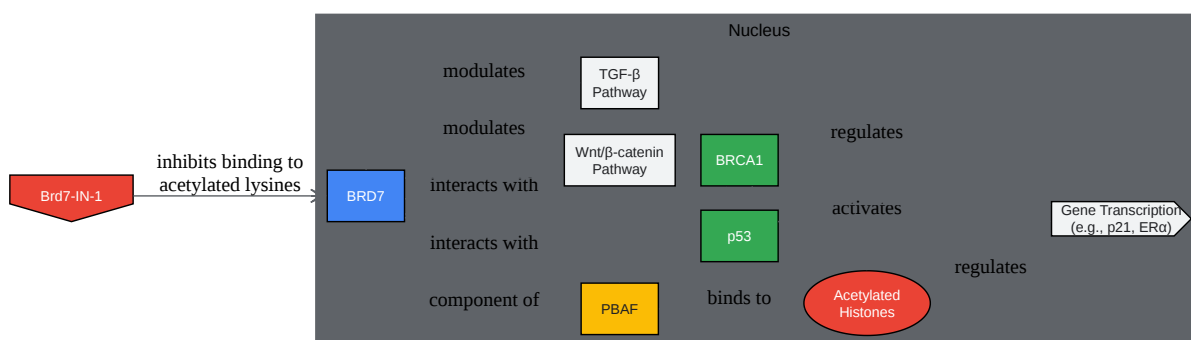 Nucleus
modulates
TGF-β
Pathway
modulates
Wnt/β-catenin
Pathway
BRCA1
regulates
inhibits binding to
acetylated lysines
Brd7-IN-1
BRD7
interacts with
activates
Gene Transcription
(e.g., p21, ERα)
interacts with
p53
regulates
component of
PBAF
binds to
Acetylated
Histones